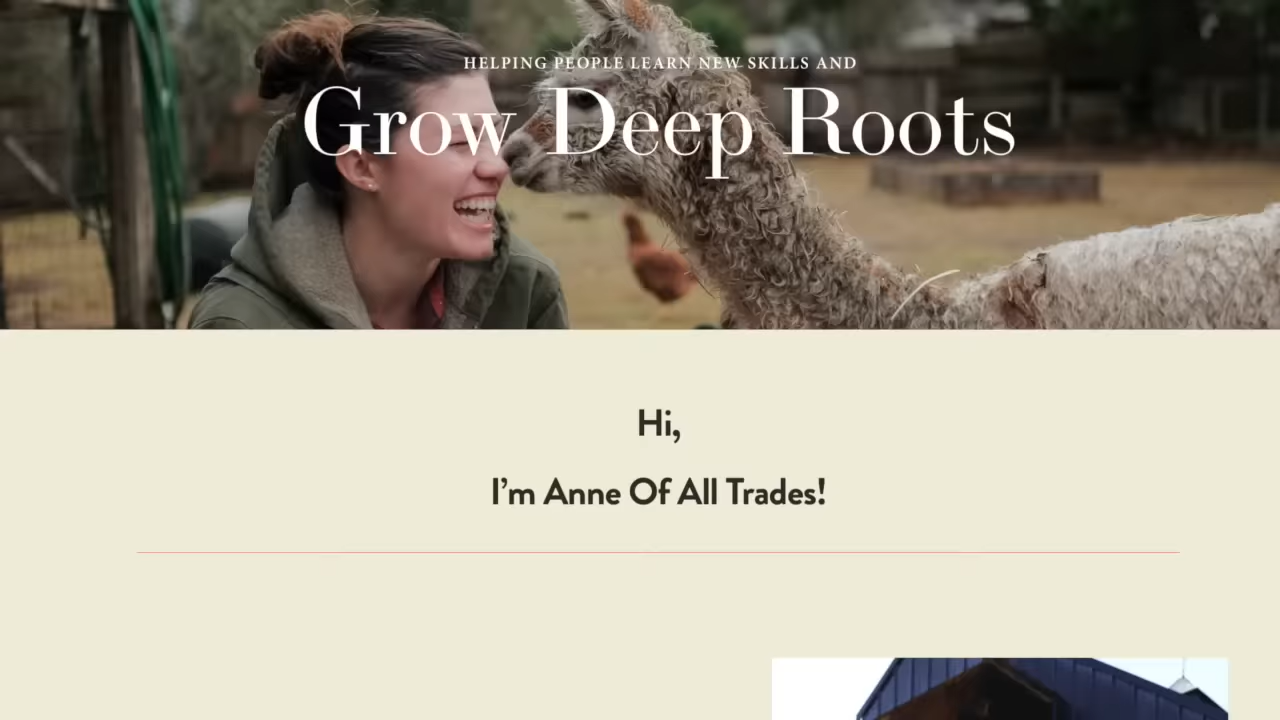 HELPING PEOPLE LEARN NEW SKILLS AND
Grow Deep Roots
Hi,
I’m Anne Of All Trades!